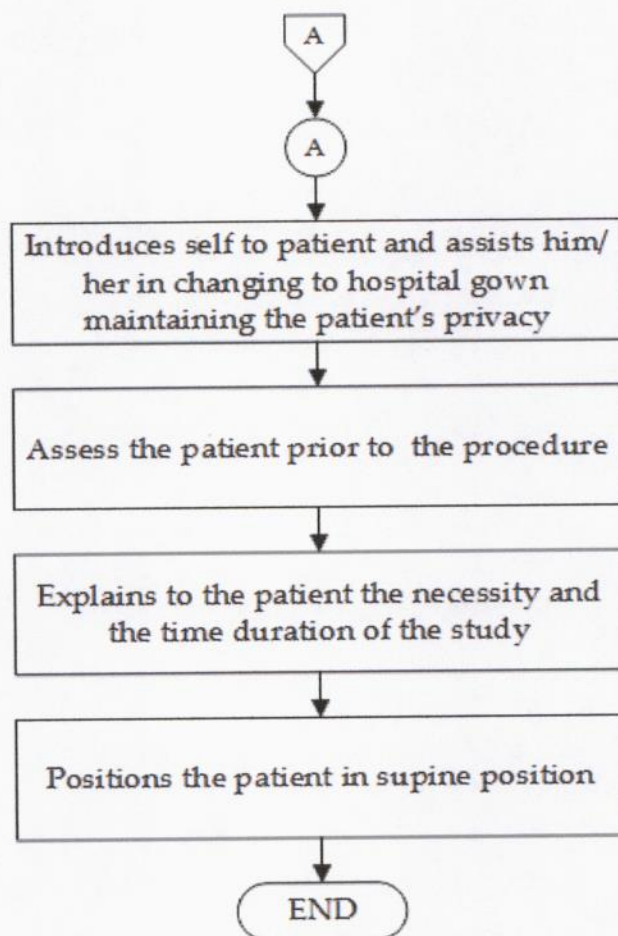 A
A
Introduces self to patient and assists him/
her in changing to hospital gown
maintaining the patient's privacy
Assess the patient prior to the procedure
Explains to the patient the necessity and
the time duration of the study
Positions the patient in supine position
END